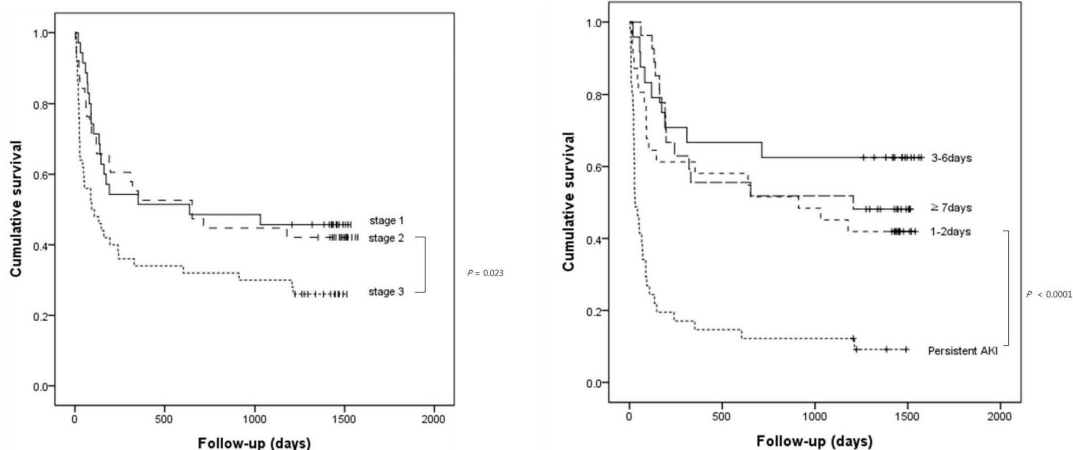 1.0
0.8
0.6
0.4
0.2
0.0
Cumulative survival
stage 1
stage 2
stage 3
P = 0.023
0
500
1000
1500
2000
Follow-up (days)
1.0
0.8
0.6
0.4
0.2
0.0
Cumulative survival
3-6days
≥ 7days
1-2days
Persistent AKI
P < 0.0001
0
500
1000
1500
2000
Follow-up (days)